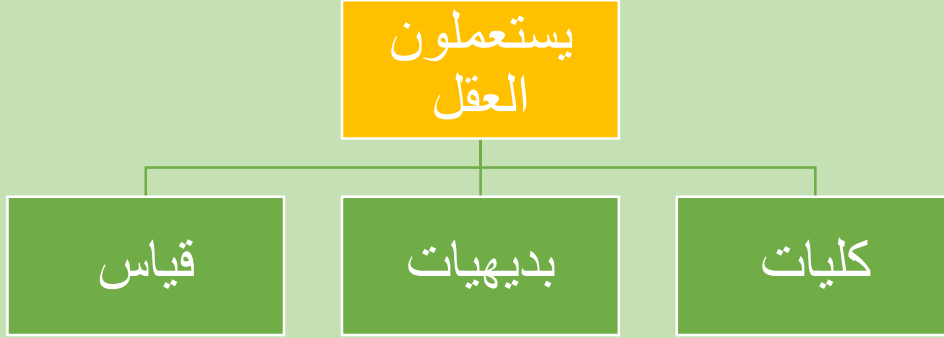 يستعملون
العقل
كليات
بديهيات
قياس